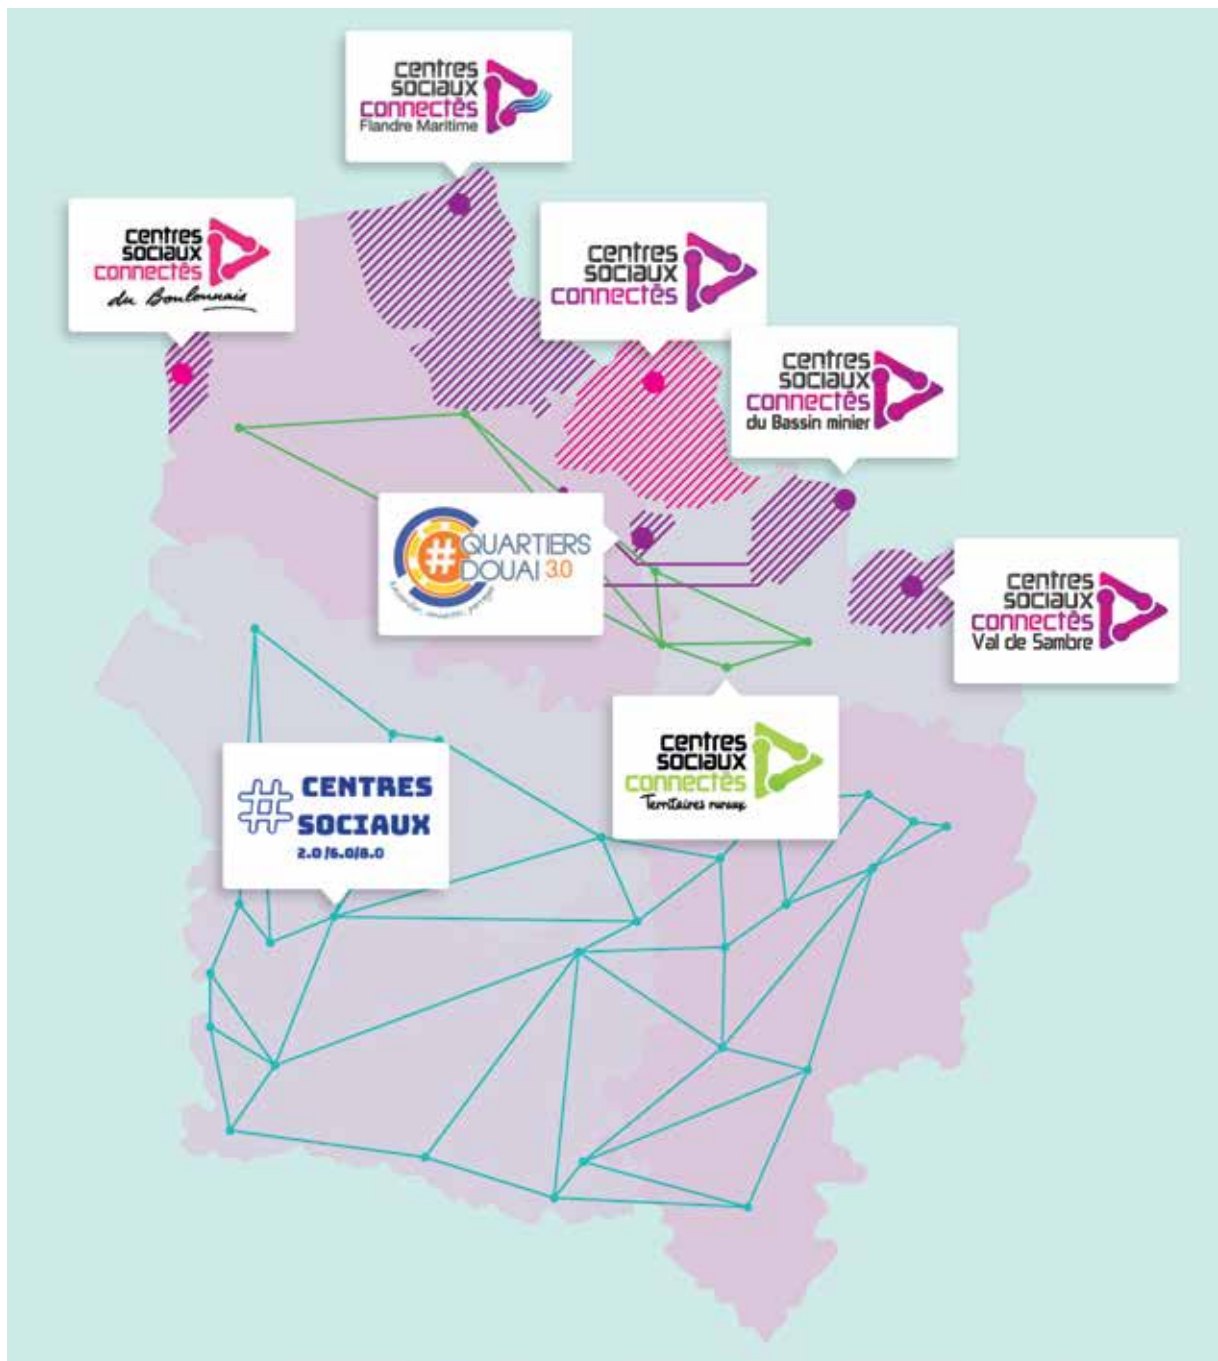 centres
sociaux
connectés
Flandre Maritime
centres
sociaux
connectés
du Boulonnais
centres
sociaux
connectés
centres
sociaux
connectés
du Bassin minier
#QUARTIERS
DOUAI 3.0
centres
sociaux
connectés
Val de Sambre
centres
sociaux
connectés
Territoires ruraux
# CENTRES
SOCIAUX
2.0/6.0/8.0